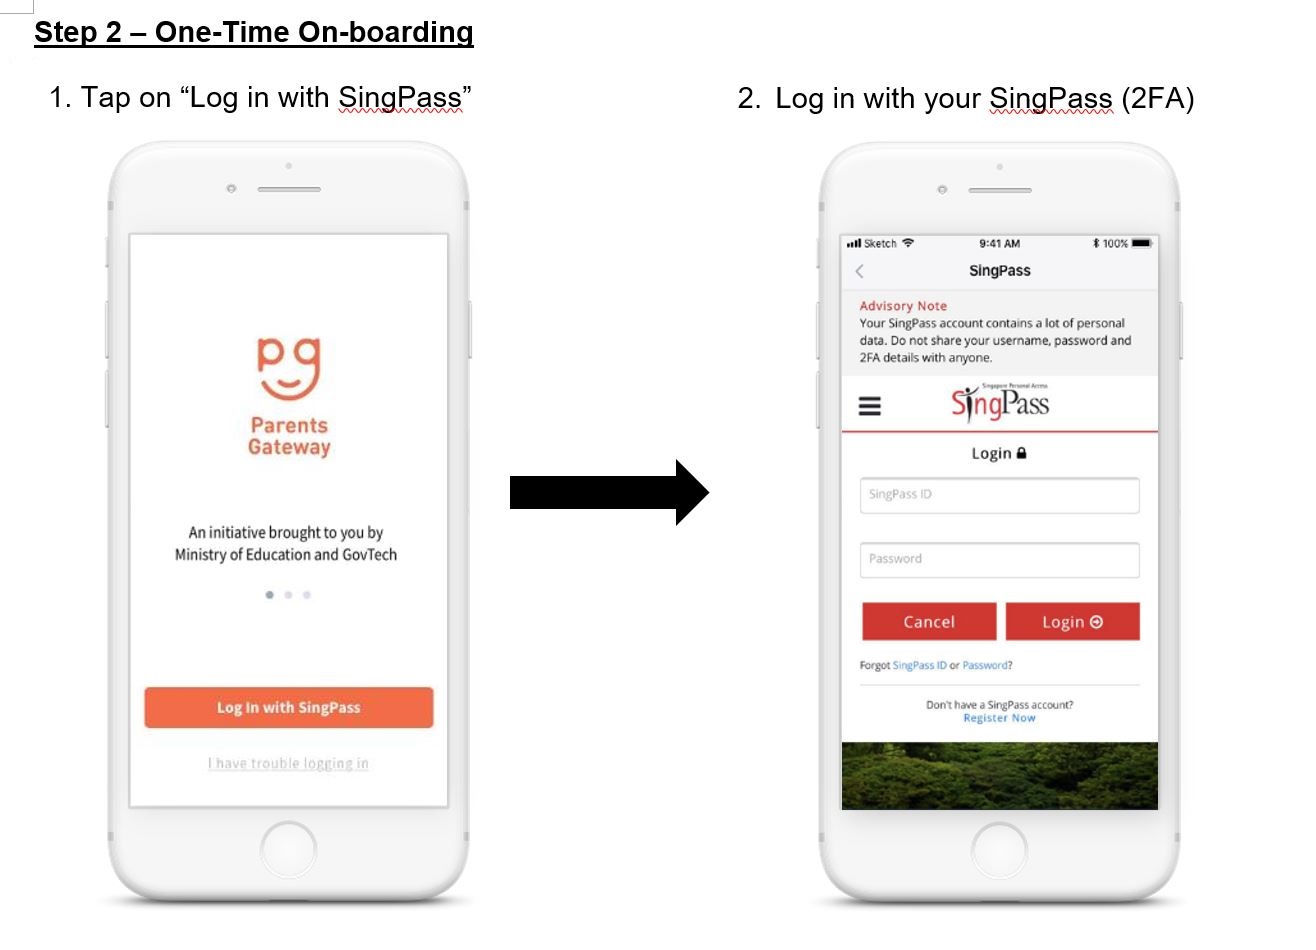 Step 2 – One-Time On-boarding
1. Tap on “Log in with SingPass”
2. Log in with your SingPass (2FA)
pg
Parents
Gateway
An initiative brought to you by
Ministry of Education and GovTech
Log In with SingPass
I have trouble logging in
Sketch 9:41 AM 100%
SingPass
Advisory Note
Your SingPass account contains a lot of personal
data. Do not share your username, password and
2FA details with anyone.
Singapore Personal Access
SingPass
Login
SingPass ID
Password
Cancel Login
Forgot SingPass ID or Password?
Don't have a SingPass account?
Register Now